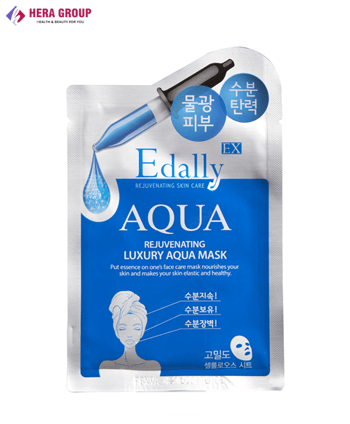 HERA GROUP
HEALTH & BEAUTY FOR YOU
물광
피부
수분
탄력
Edally EX
REJUVENATING SKIN CARE
AQUA
REJUVENATING
LUXURY AQUA MASK
Put essence on one's face care mask nourishes your
skin and makes your skin elastic and healthy.
수분지속!
수분보유!
수분장벽!
고밀도
셀룰로오스 시트